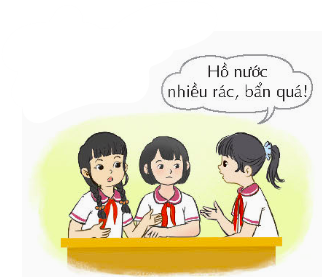 Hồ nước
nhiều rác, bẩn quá!